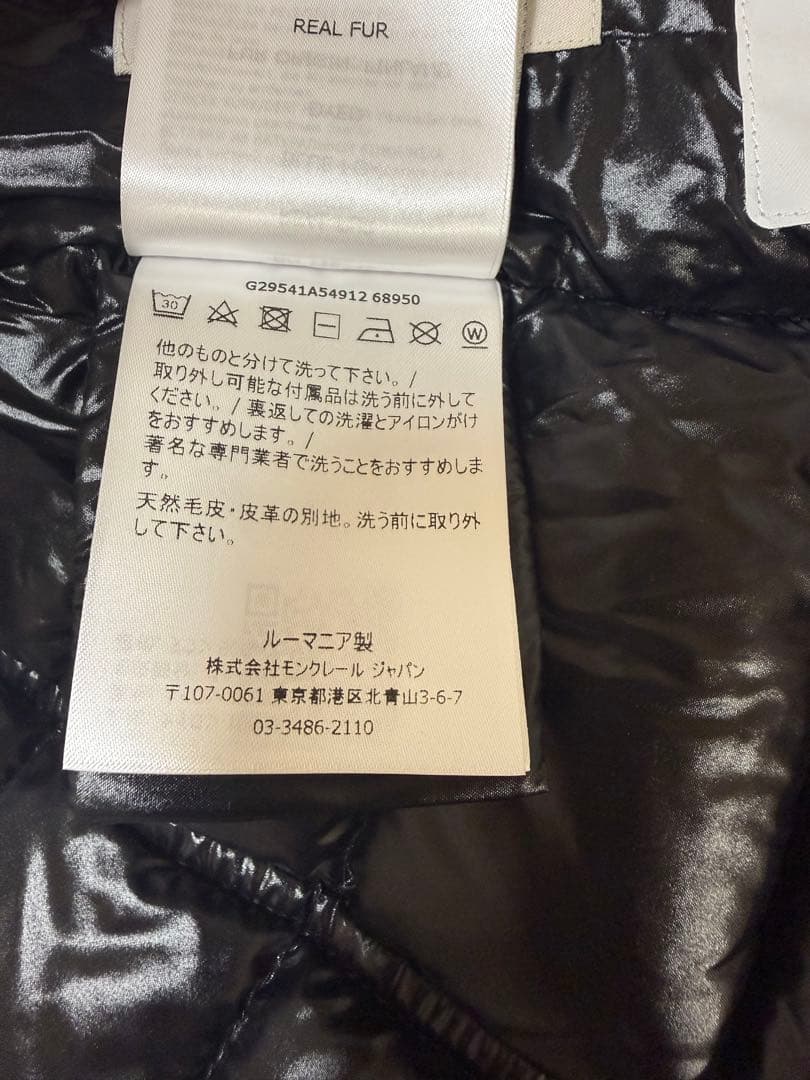 REAL FUR
G29541A54912 68950
30
W
他のものと分けて洗って下さい。/
取り外し可能な付属品は洗う前に外して
ください。/ 裏返しての洗濯とアイロンがけ
をおすすめします。/
著名な専門業者で洗うことをおすすめしま
す。
天然毛皮・皮革の別地。洗う前に取り外
して下さい。
ルーマニア製
株式会社モンクレール ジャパン
〒107-0061 東京都港区北青山3-6-7
03-3486-2110